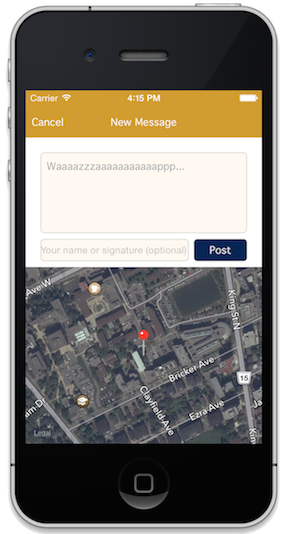 Carrier 4:15 PM
Cancel New Message
Waaaazzzaaaaaaaaaaappp...
Your name or signature (optional)
Post
Ave W
King St N
Bricker Ave
15
Clayfield Ave
Ezra Ave
Ja
King
m Dr
Legal